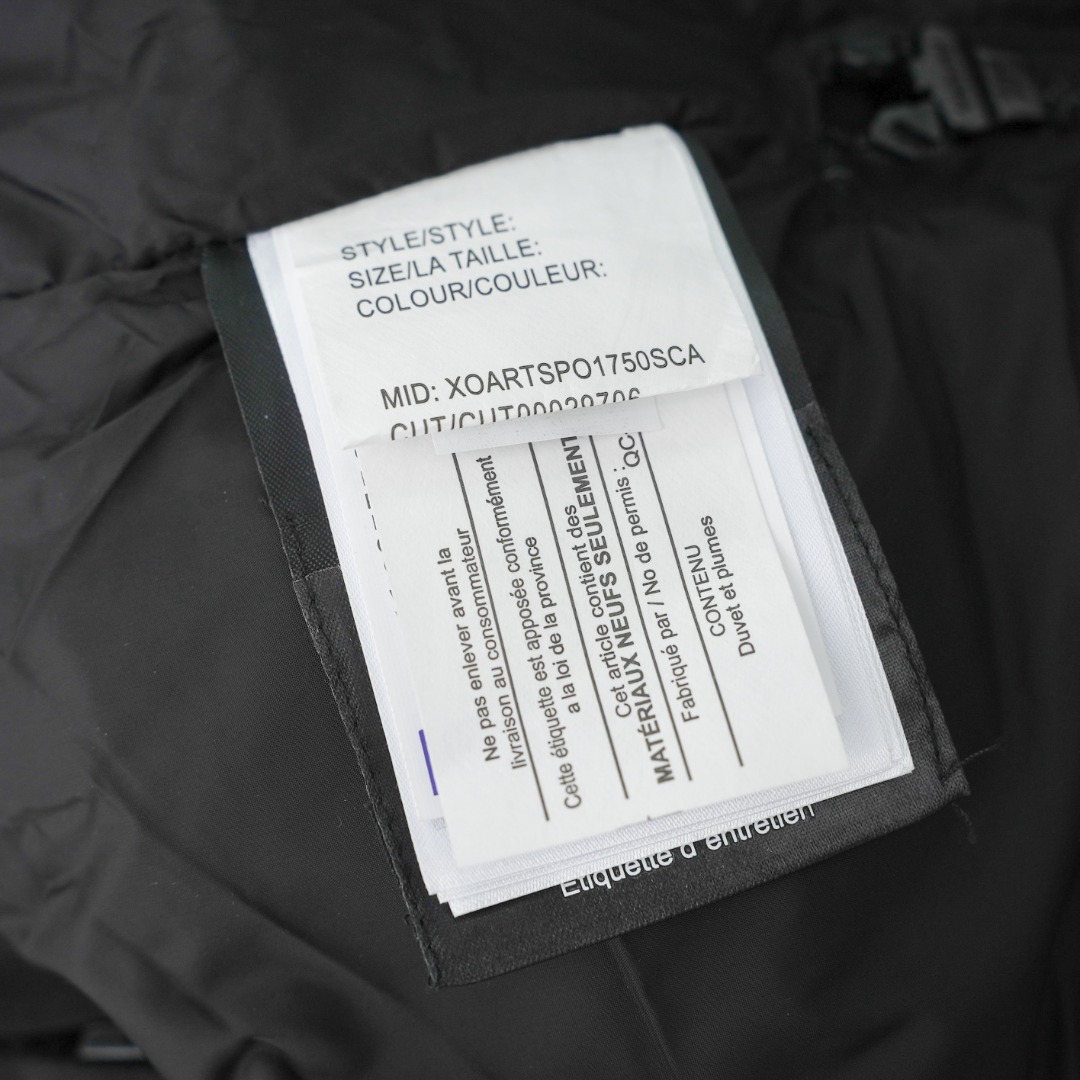 STYLE/STYLE:
SIZE/LA TAILLE:
COLOUR/COULEUR:
MID: XOARTSPO1750SCA
CUT/CUT00029706
Ne pas enlever avant la
livraison au consommateur
Cette étiquette est apposée conformément
a la loi de la province
Cet article contient des
MATÉRIAUX NEUFS SEULEMENT
Fabriqué par / No de permis : QC-
CONTENU
Duvet et plumes
Étiquette d'entretien